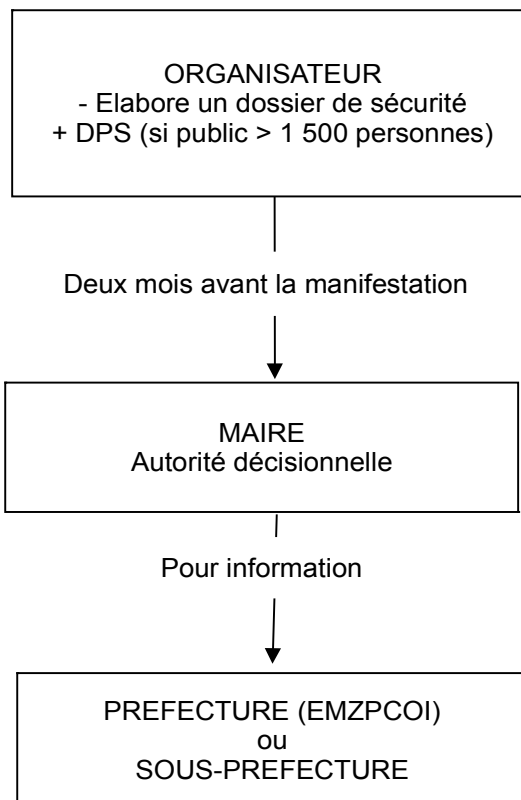 ORGANISATEUR
- Elabore un dossier de sécurité
+ DPS (si public > 1 500 personnes)
Deux mois avant la manifestation
MAIRE
Autorité décisionnelle
Pour information
PREFECTURE (EMZPCOI)
ou
SOUS-PREFECTURE